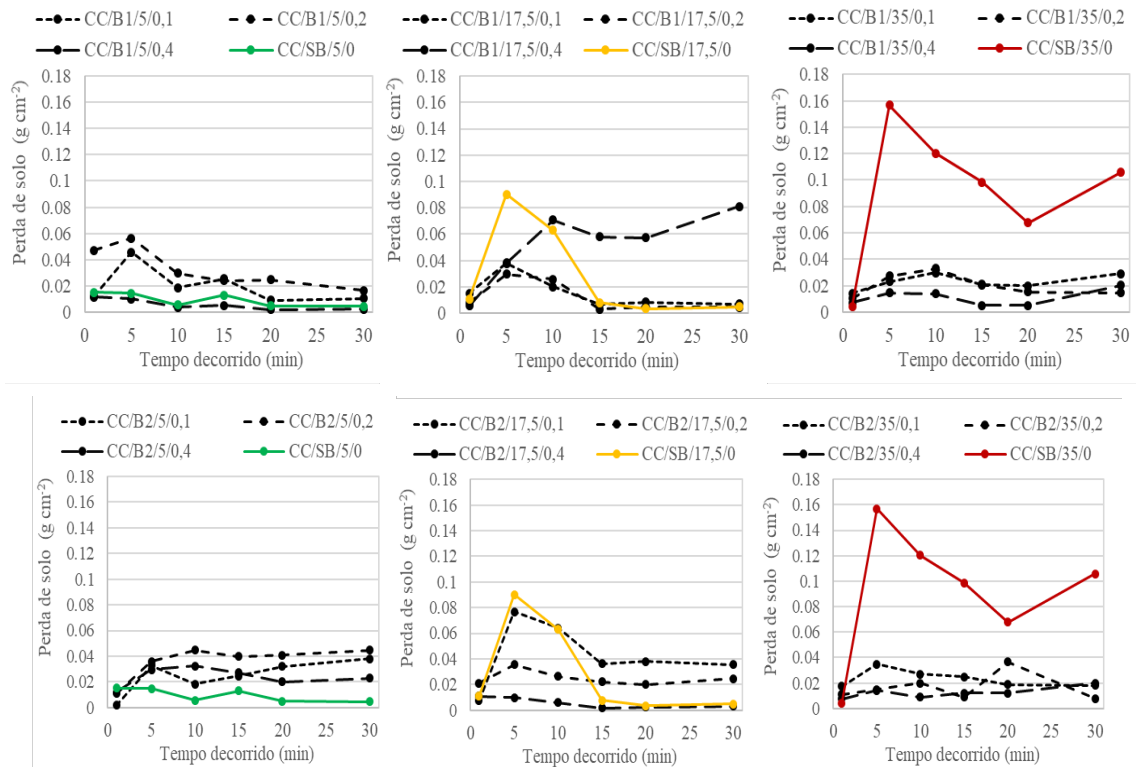 CC/B1/5/0,1 CC/B1/5/0,2
CC/B1/5/0,4 CC/SB/5/0
Perda de solo (g cm⁻²)
0.18
0.16
0.14
0.12
0.1
0.08
0.06
0.04
0.02
0
0 5 10 15 20 25 30
Tempo decorrido (min)
CC/B1/17,5/0,1 CC/B1/17,5/0,2
CC/B1/17,5/0,4 CC/SB/17,5/0
Perda de solo (g cm⁻²)
0.18
0.16
0.14
0.12
0.1
0.08
0.06
0.04
0.02
0
0 5 10 15 20 25 30
Tempo decorrido (min)
CC/B1/35/0,1 CC/B1/35/0,2
CC/B1/35/0,4 CC/SB/35/0
Perda de solo (g cm⁻²)
0.18
0.16
0.14
0.12
0.1
0.08
0.06
0.04
0.02
0
0 5 10 15 20 25 30
Tempo decorrido (min)
CC/B2/5/0,1 CC/B2/5/0,2
CC/B2/5/0,4 CC/SB/5/0
Perda de solo (g cm⁻²)
0.18
0.16
0.14
0.12
0.1
0.08
0.06
0.04
0.02
0
0 5 10 15 20 25 30
Tempo decorrido (min)
CC/B2/17,5/0,1 CC/B2/17,5/0,2
CC/B2/17,5/0,4 CC/SB/17,5/0
Perda de solo (g cm⁻²)
0.18
0.16
0.14
0.12
0.1
0.08
0.06
0.04
0.02
0
0 5 10 15 20 25 30
Tempo decorrido (min)
CC/B2/35/0,1 CC/B2/35/0,2
CC/B2/35/0,4 CC/SB/35/0
Perda de solo (g cm⁻²)
0.18
0.16
0.14
0.12
0.1
0.08
0.06
0.04
0.02
0
0 5 10 15 20 25 30
Tempo decorrido (min)